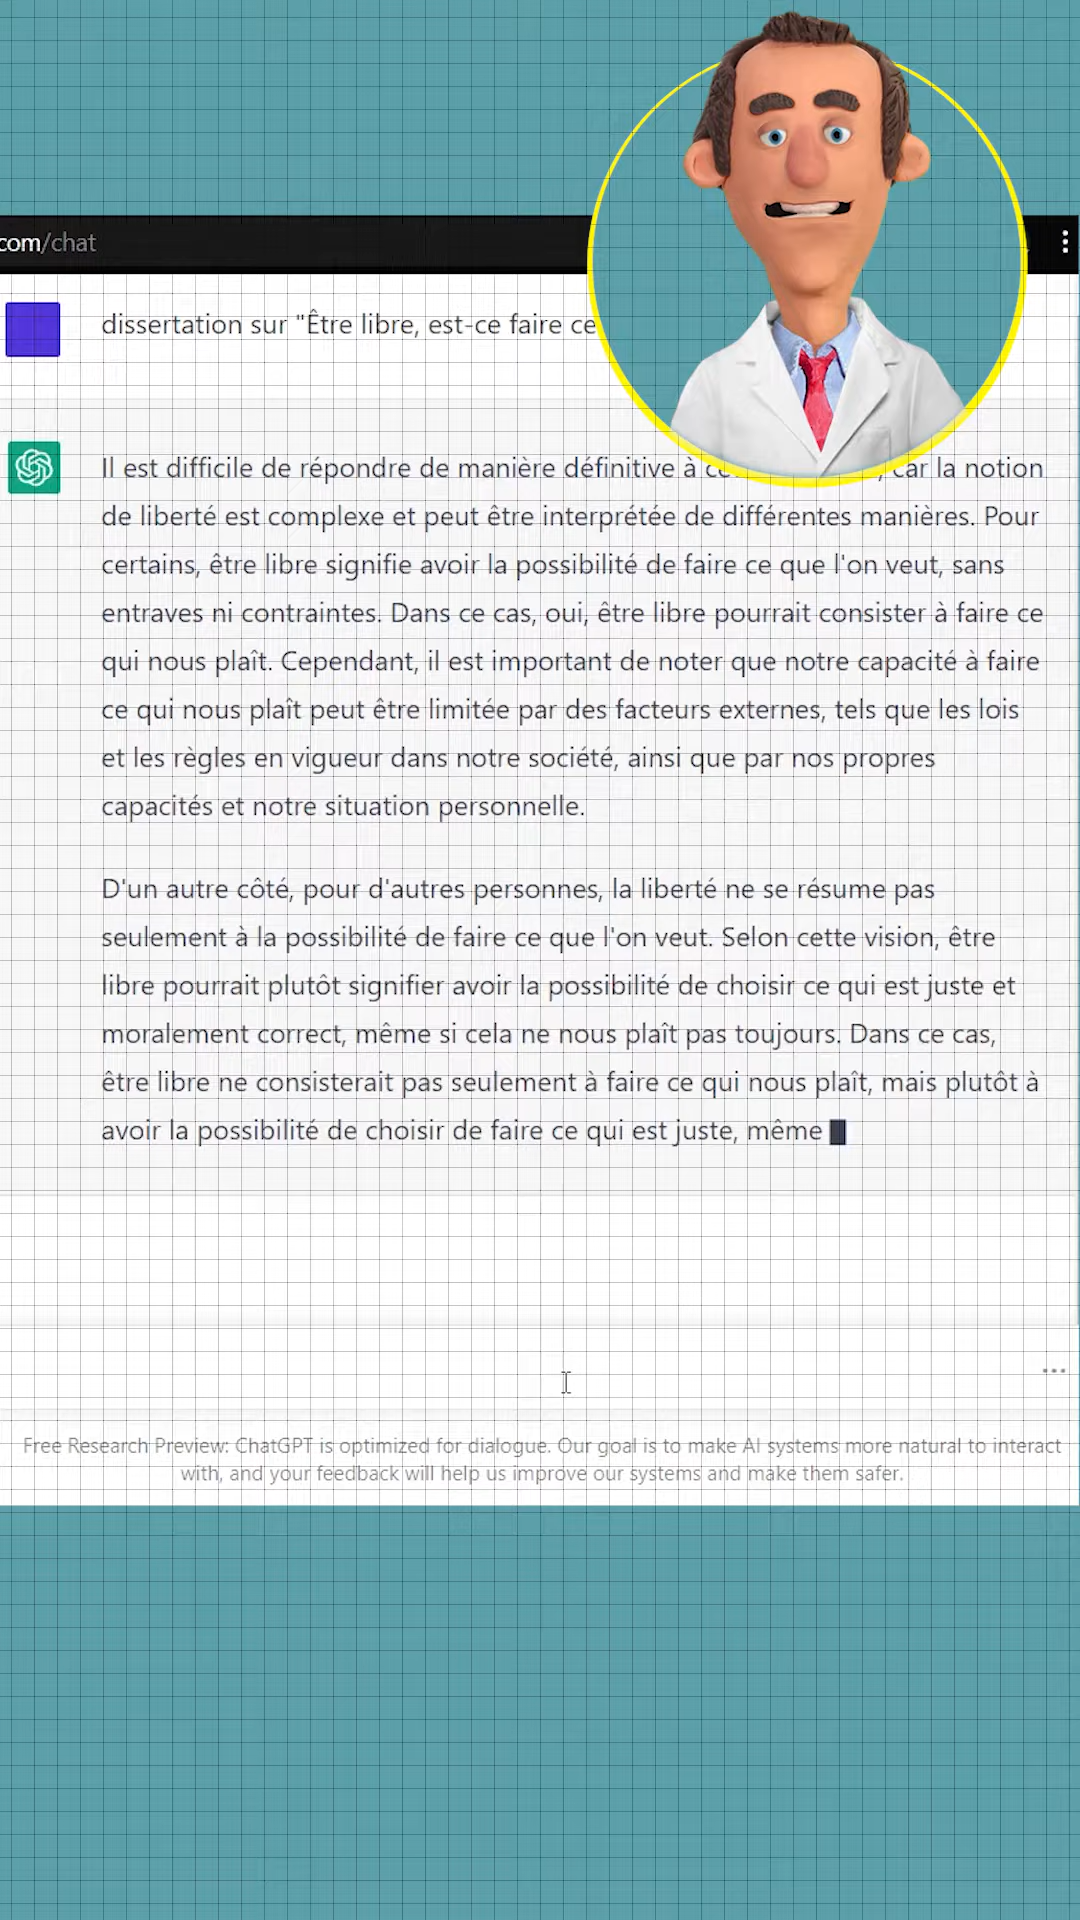 com/chat
dissertation sur "Être libre, est-ce faire ce
Il est difficile de répondre de manière définitive à car la notion
de liberté est complexe et peut être interprétée de différentes manières. Pour
certains, être libre signifie avoir la possibilité de faire ce que l'on veut, sans
entraves ni contraintes. Dans ce cas, oui, être libre pourrait consister à faire ce
qui nous plaît. Cependant, il est important de noter que notre capacité à faire
ce qui nous plaît peut être limitée par des facteurs externes, tels que les lois
et les règles en vigueur dans notre société, ainsi que par nos propres
capacités et notre situation personnelle.
D'un autre côté, pour d'autres personnes, la liberté ne se résume pas
seulement à la possibilité de faire ce que l'on veut. Selon cette vision, être
libre pourrait plutôt signifier avoir la possibilité de choisir ce qui est juste et
moralement correct, même si cela ne nous plaît pas toujours. Dans ce cas,
être libre ne consisterait pas seulement à faire ce qui nous plaît, mais plutôt à
avoir la possibilité de choisir de faire ce qui est juste, même
Free Research Preview: ChatGPT is optimized for dialogue. Our goal is to make AI systems more natural to interact
with, and your feedback will help us improve our systems and make them safer.